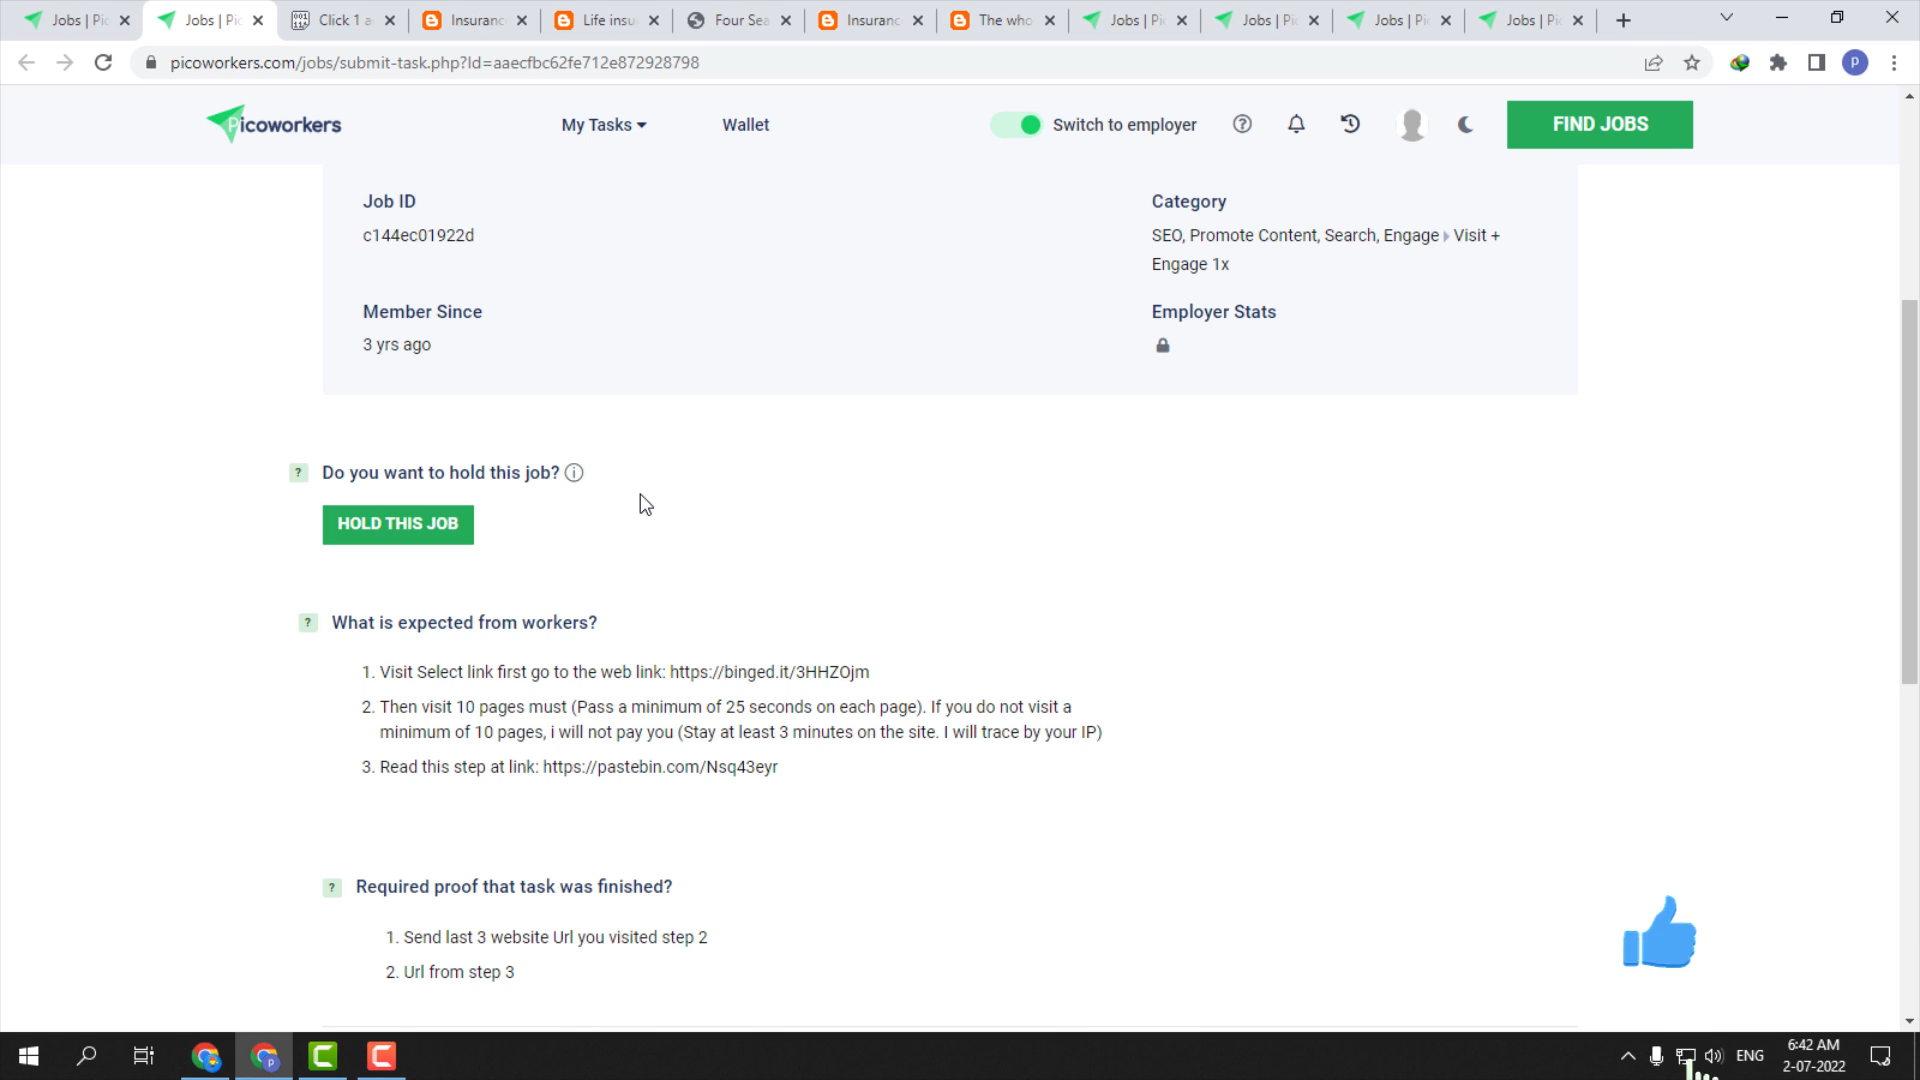 Jobs | Pic
Jobs | Pic
Click 1 a
Insuranc
Life insu
Four Sea
Insuranc
The who
Jobs | Pic
Jobs | Pic
Jobs | Pic
Jobs | Pic
picoworkers.com/jobs/submit-task.php?Id=aaecfbc62fe712e872928798
P
Picoworkers
My Tasks
Wallet
Switch to employer
FIND JOBS
Job ID
c144ec01922d
Category
SEO, Promote Content, Search, Engage Visit +
Engage 1x
Member Since
3 yrs ago
Employer Stats
? Do you want to hold this job?
HOLD THIS JOB
? What is expected from workers?
1. Visit Select link first go to the web link: https://binged.it/3HHZOjm
2. Then visit 10 pages must (Pass a minimum of 25 seconds on each page). If you do not visit a
minimum of 10 pages, i will not pay you (Stay at least 3 minutes on the site. I will trace by your IP)
3. Read this step at link: https://pastebin.com/Nsq43eyr
? Required proof that task was finished?
1. Send last 3 website Url you visited step 2
2. Url from step 3
ENG
6:42 AM
2-07-2022